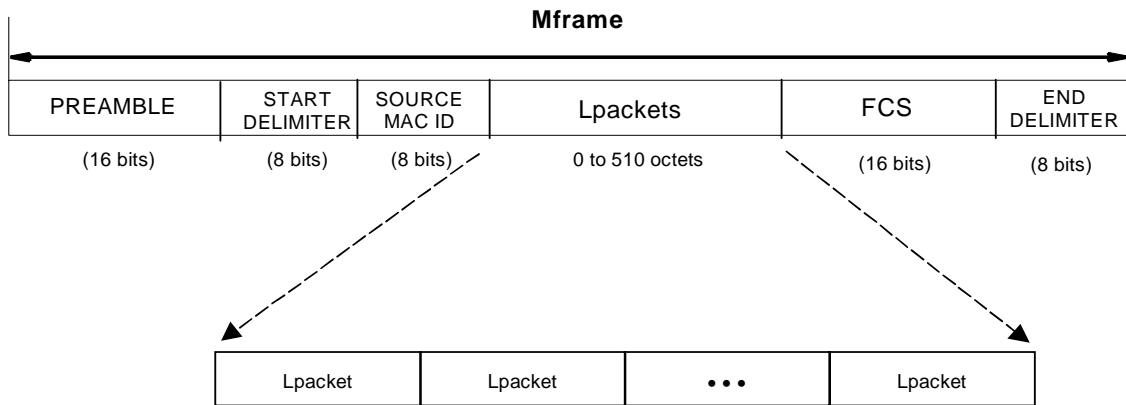 Mframe
PREAMBLE
START
DELIMITER
SOURCE
MAC ID
Lpackets
FCS
END
DELIMITER
(16 bits)
(8 bits)
(8 bits)
0 to 510 octets
(16 bits)
(8 bits)
Lpacket
Lpacket
•••
Lpacket